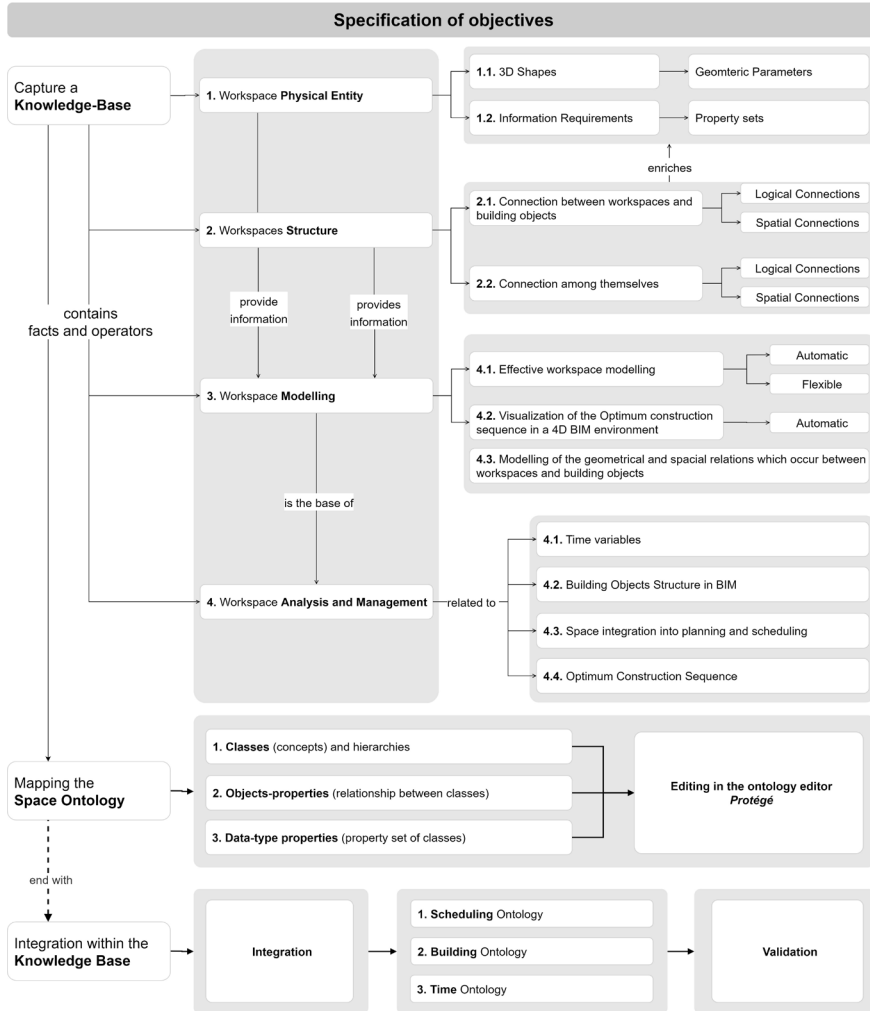 Specification of objectives
Capture a
Knowledge-Base
1. Workspace Physical Entity
1.1. 3D Shapes
Geomteric Parameters
1.2. Information Requirements
Property sets
enriches
2. Workspaces Structure
2.1. Connection between workspaces and
building objects
Logical Connections
Spatial Connections
2.2. Connection among themselves
Logical Connections
Spatial Connections
contains
facts and operators
provide
information
provides
information
3. Workspace Modelling
4.1. Effective workspace modelling
Automatic
Flexible
4.2. Visualization of the Optimum construction
sequence in a 4D BIM environment
Automatic
4.3. Modelling of the geometrical and spacial relations which occur between
workspaces and building objects
is the base of
4. Workspace Analysis and Management
related to
4.1. Time variables
4.2. Building Objects Structure in BIM
4.3. Space integration into planning and scheduling
4.4. Optimum Construction Sequence
Mapping the
Space Ontology
1. Classes (concepts) and hierarchies
2. Objects-properties (relationship between classes)
3. Data-type properties (property set of classes)
Editing in the ontology editor
Protégé
end with
Integration within the
Knowledge Base
Integration
1. Scheduling Ontology
2. Building Ontology
3. Time Ontology
Validation